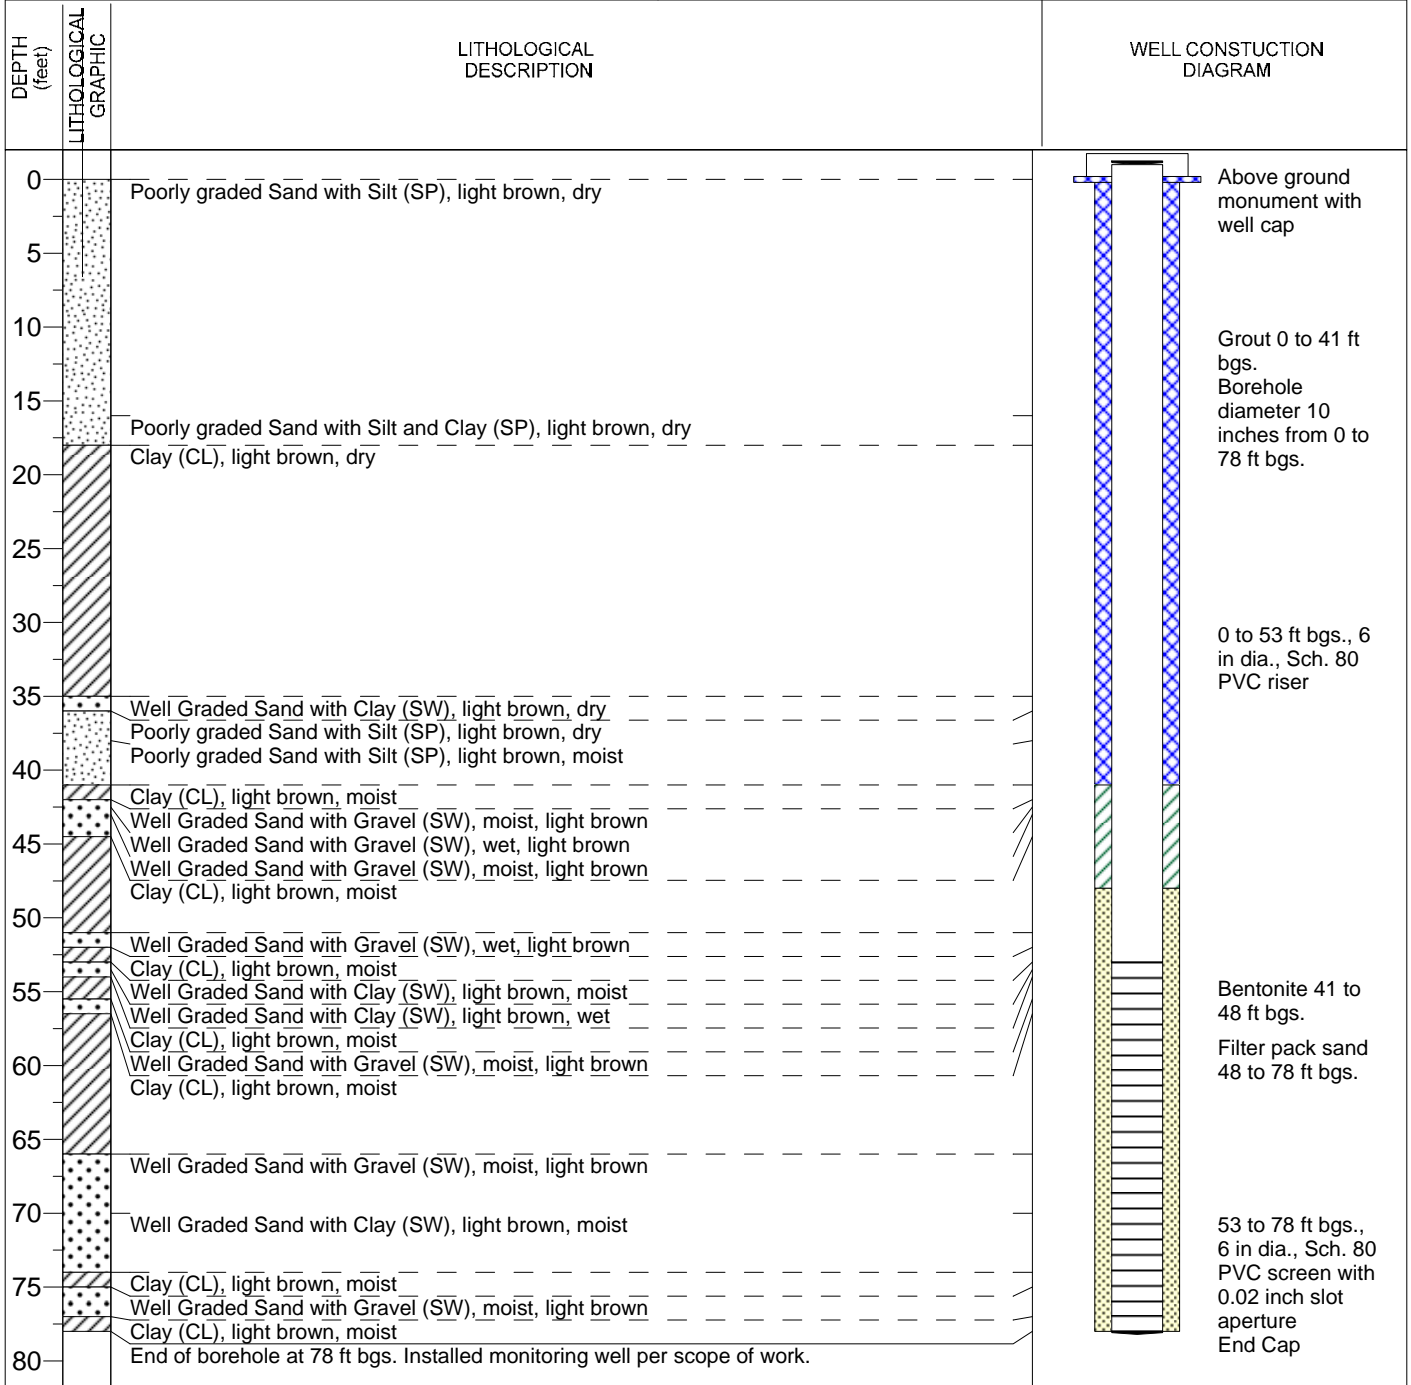 DEPTH
(feet)
LITHOLOGICAL
GRAPHIC
LITHOLOGICAL
DESCRIPTION
WELL CONSTUCTION
DIAGRAM
0
5
10
15
20
25
30
35
40
45
50
55
60
65
70
75
80
Poorly graded Sand with Silt (SP), light brown, dry
Poorly graded Sand with Silt and Clay (SP), light brown, dry
Clay (CL), light brown, dry
Well Graded Sand with Clay (SW), light brown, dry
Poorly graded Sand with Silt (SP), light brown, dry
Poorly graded Sand with Silt (SP), light brown, moist
Clay (CL), light brown, moist
Well Graded Sand with Gravel (SW), moist, light brown
Well Graded Sand with Gravel (SW), wet, light brown
Well Graded Sand with Gravel (SW), moist, light brown
Clay (CL), light brown, moist
Well Graded Sand with Gravel (SW), wet, light brown
Clay (CL), light brown, moist
Well Graded Sand with Clay (SW), light brown, moist
Well Graded Sand with Clay (SW), light brown, wet
Clay (CL), light brown, moist
Well Graded Sand with Gravel (SW), moist, light brown
Clay (CL), light brown, moist
Well Graded Sand with Gravel (SW), moist, light brown
Well Graded Sand with Clay (SW), light brown, moist
Clay (CL), light brown, moist
Well Graded Sand with Gravel (SW), moist, light brown
Clay (CL), light brown, moist
End of borehole at 78 ft bgs. Installed monitoring well per scope of work.
Above ground
monument with
well cap
Grout 0 to 41 ft
bgs.
Borehole
diameter 10
inches from 0 to
78 ft bgs.
0 to 53 ft bgs., 6
in dia., Sch. 80
PVC riser
Bentonite 41 to
48 ft bgs.
Filter pack sand
48 to 78 ft bgs.
53 to 78 ft bgs.,
6 in dia., Sch. 80
PVC screen with
0.02 inch slot
aperture
End Cap